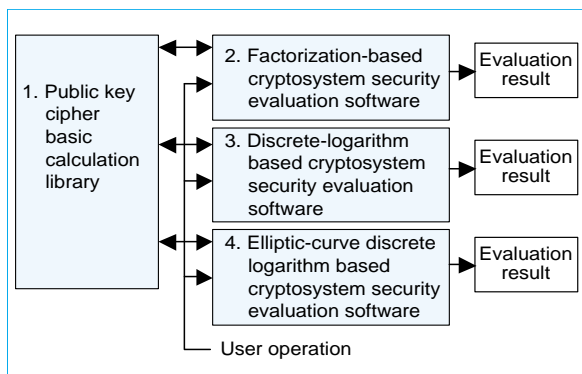 1. Public key
cipher
basic
calculation
library
2. Factorization-based
cryptosystem security
evaluation software
Evaluation
result
3. Discrete-logarithm
based cryptosystem
security evaluation
software
Evaluation
result
4. Elliptic-curve discrete
logarithm based
cryptosystem security
evaluation software
Evaluation
result
User operation